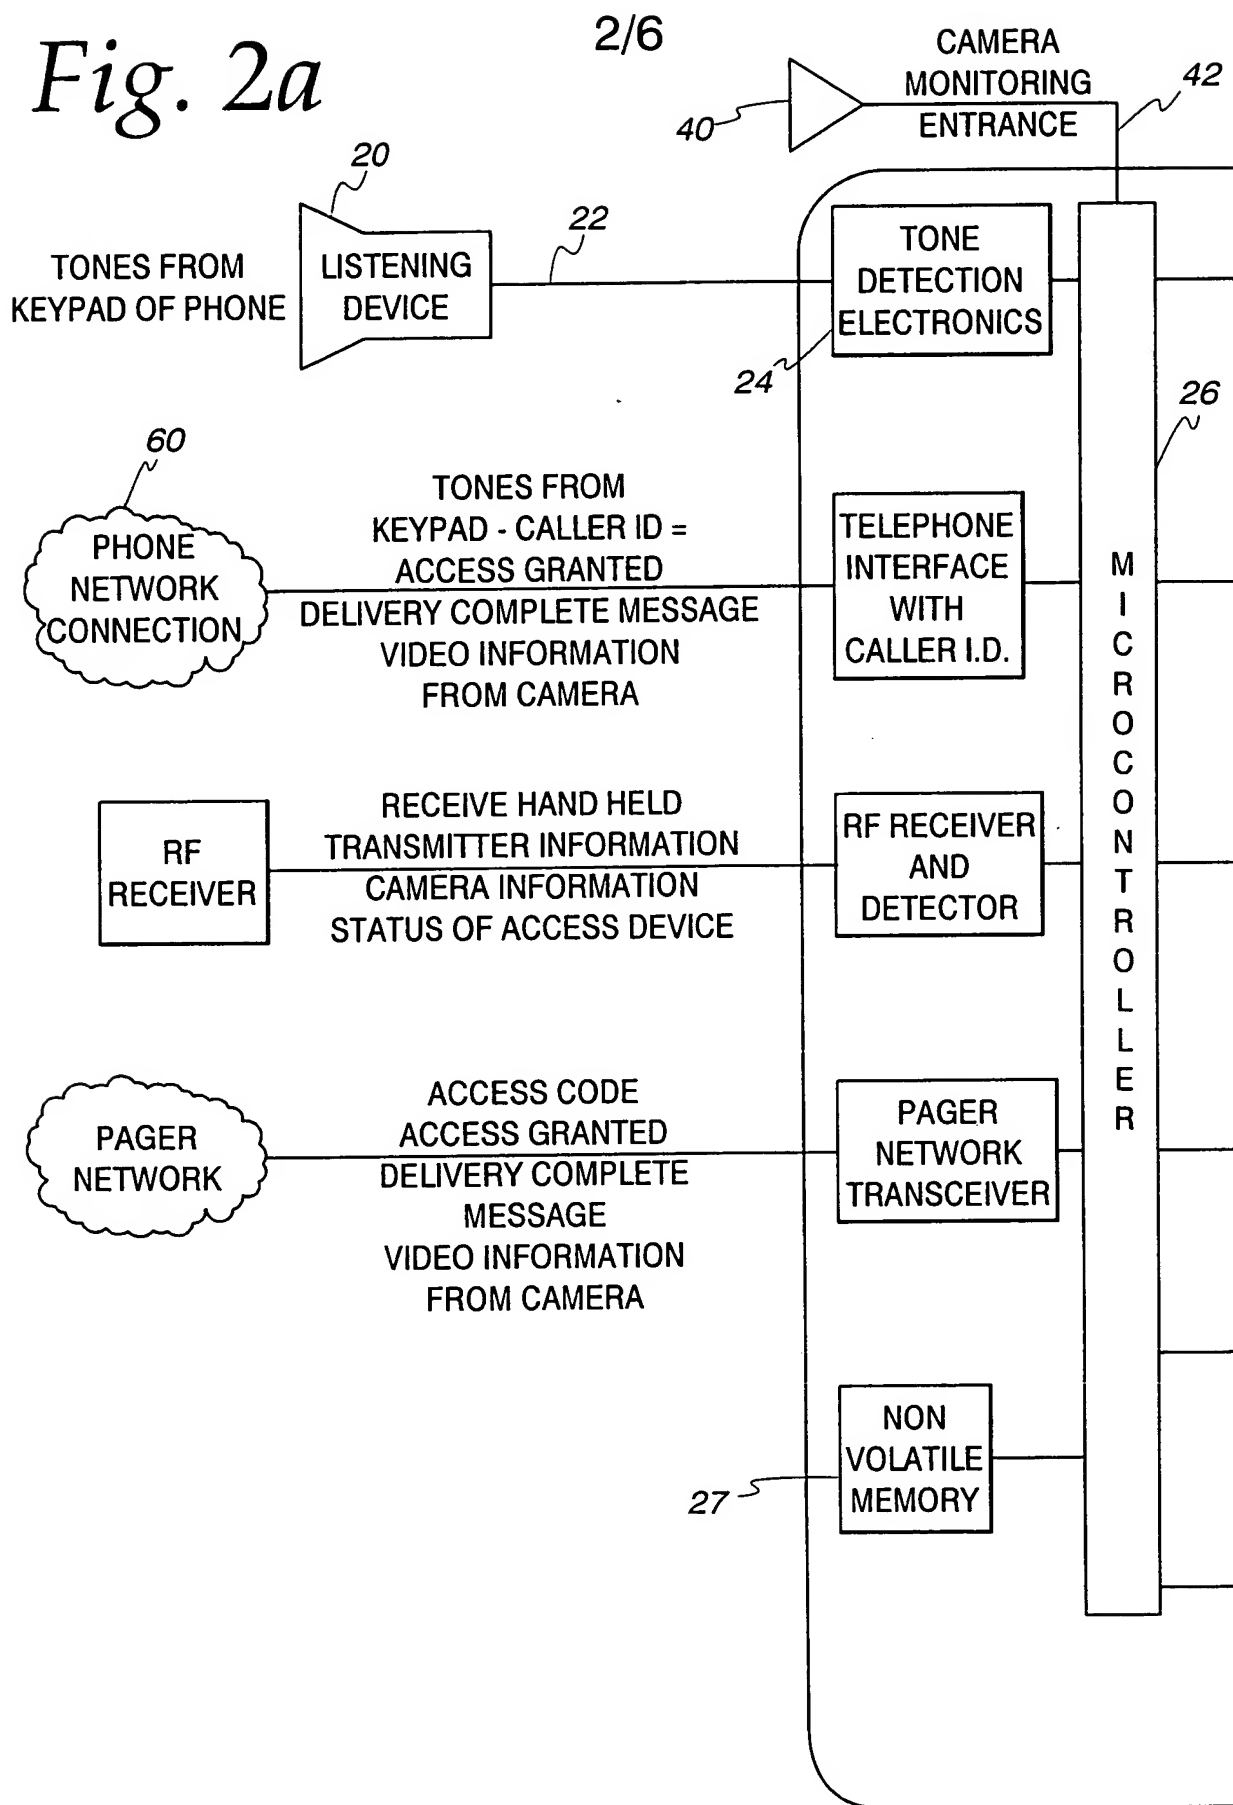 Fig. 2a
2/6
CAMERA
MONITORING
ENTRANCE
40
42
20
22
TONES FROM
KEYPAD OF PHONE
LISTENING
DEVICE
TONE
DETECTION
ELECTRONICS
24
26
60
PHONE
NETWORK
CONNECTION
TONES FROM
KEYPAD - CALLER ID =
ACCESS GRANTED
DELIVERY COMPLETE MESSAGE
VIDEO INFORMATION
FROM CAMERA
TELEPHONE
INTERFACE
WITH
CALLER I.D.
MICROCONTROLLER
RF
RECEIVER
RECEIVE HAND HELD
TRANSMITTER INFORMATION
CAMERA INFORMATION
STATUS OF ACCESS DEVICE
RF RECEIVER
AND
DETECTOR
PAGER
NETWORK
ACCESS CODE
ACCESS GRANTED
DELIVERY COMPLETE
MESSAGE
VIDEO INFORMATION
FROM CAMERA
PAGER
NETWORK
TRANSCEIVER
NON
VOLATILE
MEMORY
27